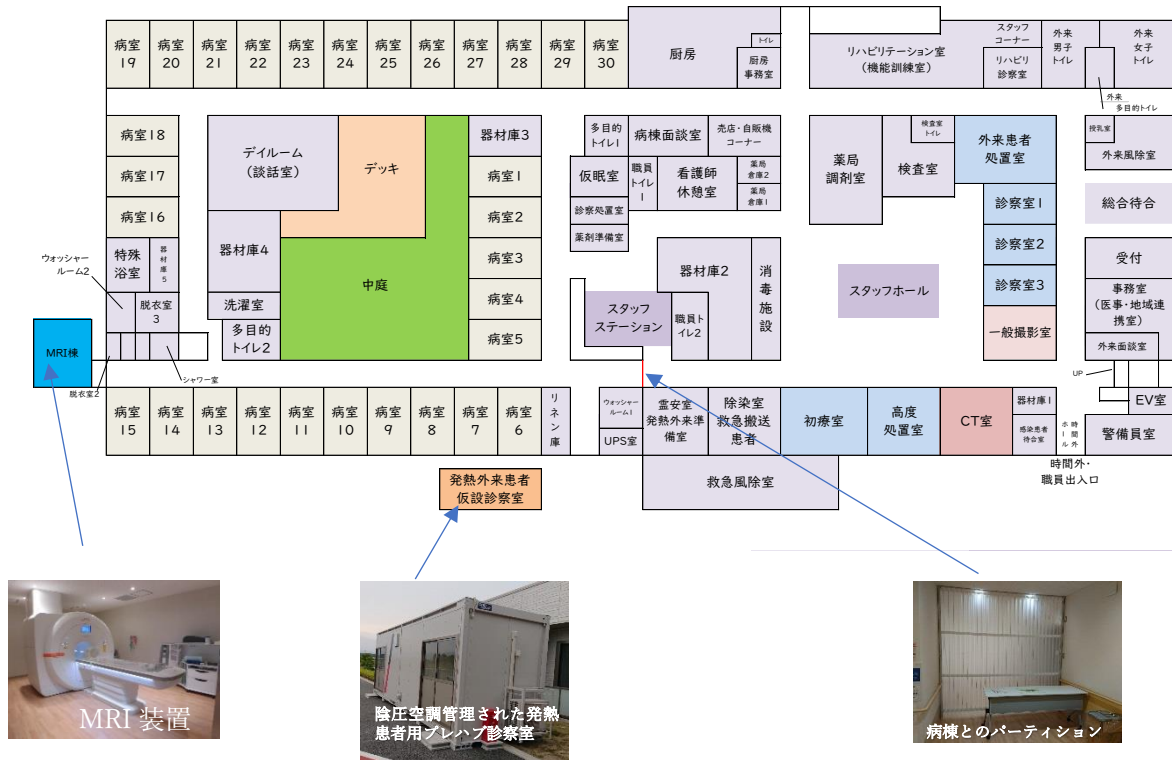 病室
19
病室
20
病室
21
病室
22
病室
23
病室
24
病室
25
病室
26
病室
27
病室
28
病室
29
病室
30
厨房
トイレ
厨房
事務室
リハビリテーション室
(機能訓練室)
スタッフ
コーナー
リハビリ
診察室
外来
男子
トイレ
外来
女子
トイレ
外来
多目的トイレ
病室18
病室17
病室16
特殊
浴室
器材庫5
ウォッシャー
ルーム2
脱衣室
3
MRI棟
脱衣室2
シャワー室
デイルーム
(談話室)
デッキ
器材庫4
中庭
洗濯室
多目的
トイレ2
器材庫3
病室1
病室2
病室3
病室4
病室5
多目的
トイレ1
病棟面談室
売店・自販機
コーナー
仮眠室
職員
トイレ
1
看護師
休憩室
薬局
倉庫2
薬局
倉庫1
診察処置室
薬剤準備室
器材庫2
消毒施設
スタッフ
ステーション
職員ト
イレ2
薬局
調剤室
検査室
トイレ
検査室
外来患者
処置室
診察室1
診察室2
診察室3
一般撮影室
スタッフホール
授乳室
外来風除室
総合待合
受付
事務室
(医事・地域連
携室)
外来面談室
UP
EV室
病室
15
病室
14
病室
13
病室
12
病室
11
病室
10
病室
9
病室
8
病室
7
病室
6
リネン庫
ウォッシャー
ルーム1
UPS室
霊安室
発熱外来準
備室
除染室
救急搬送
患者
初療室
高度
処置室
CT室
器材庫1
感染患者
待合室
時間外
ホール
警備員室
救急風除室
時間外・
職員出入口
発熱外来患者
仮設診察室
MRI 装置
陰圧空調管理された発熱
患者用プレハブ診察室
病棟とのパーティション